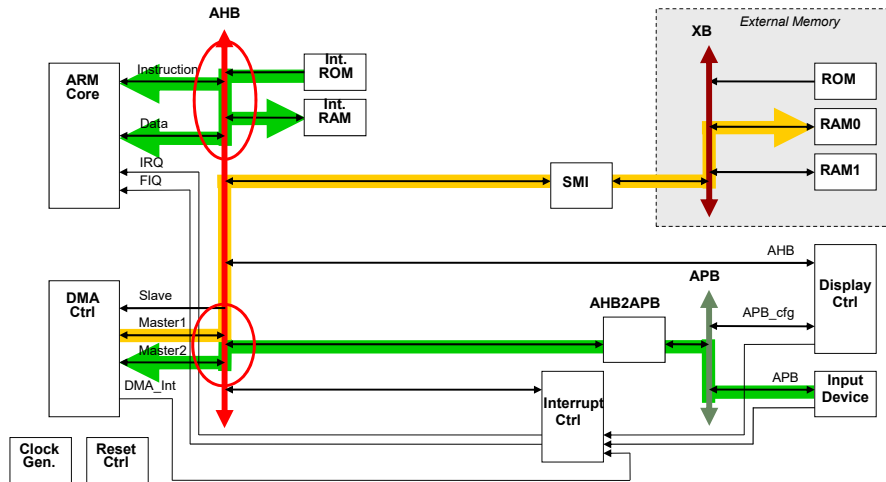 AHB
External Memory
XB
ARM
Core
Instruction
Int.
ROM
ROM
Int.
RAM
Data
RAM0
IRQ
FIQ
SMI
RAM1
AHB
DMA
Ctrl
Slave
AHB2APB
APB
Display
Ctrl
Master1
APB_cfg
Master2
DMA_Int
Interrupt
Ctrl
APB
Input
Device
Clock
Gen.
Reset
Ctrl